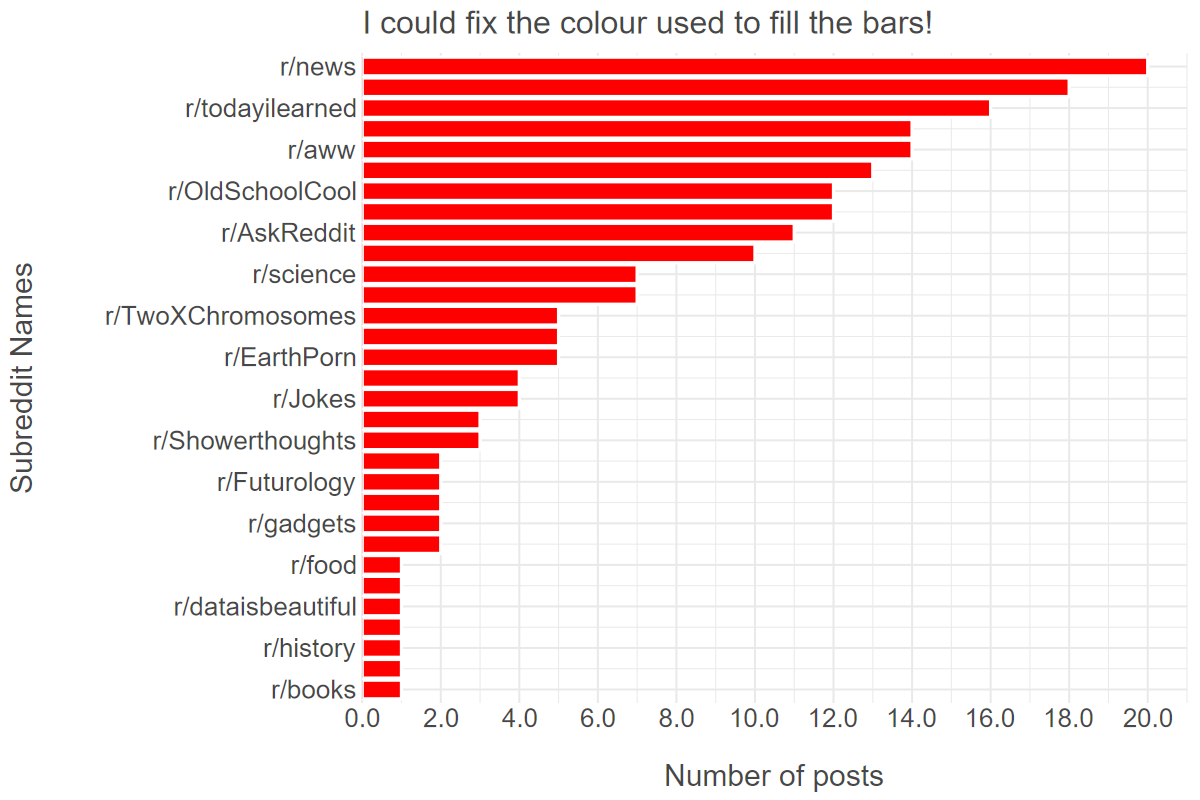 I could fix the colour used to fill the bars!
r/news
r/todayilearned
r/aww
r/OldSchoolCool
r/AskReddit
r/science
r/TwoXChromosomes
r/EarthPorn
r/Jokes
r/Showerthoughts
r/Futurology
r/gadgets
r/food
r/dataisbeautiful
r/history
r/books
Subreddit Names
0.0 2.0 4.0 6.0 8.0 10.0 12.0 14.0 16.0 18.0 20.0
Number of posts